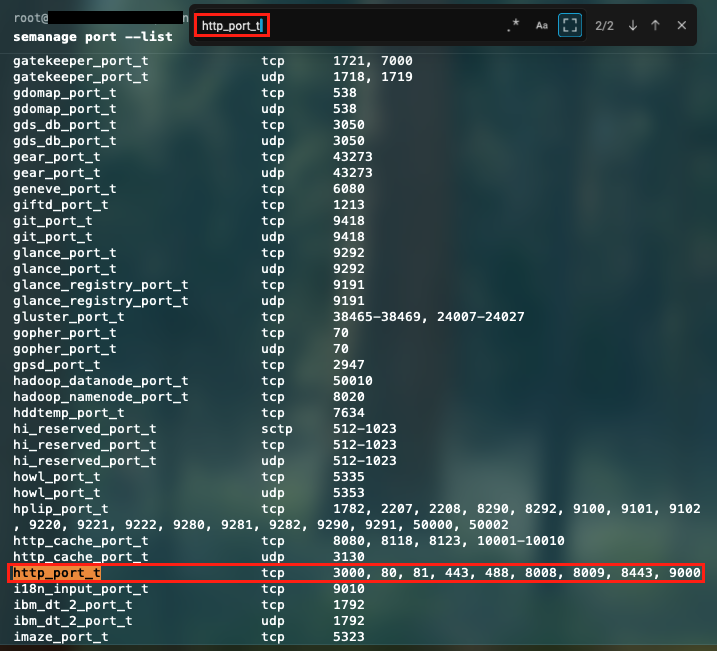 root@ n
http_port_t .* Aa 2/2
semanage port --list
gatekeeper_port_t tcp 1721, 7000
gatekeeper_port_t udp 1718, 1719
gdomap_port_t tcp 538
gdomap_port_t udp 538
gds_db_port_t tcp 3050
gds_db_port_t udp 3050
gear_port_t tcp 43273
gear_port_t udp 43273
geneve_port_t tcp 6080
giftd_port_t tcp 1213
git_port_t tcp 9418
git_port_t udp 9418
glance_port_t tcp 9292
glance_port_t udp 9292
glance_registry_port_t tcp 9191
glance_registry_port_t udp 9191
gluster_port_t tcp 38465-38469, 24007-24027
gopher_port_t tcp 70
gopher_port_t udp 70
gpsd_port_t tcp 2947
hadoop_datanode_port_t tcp 50010
hadoop_namenode_port_t tcp 8020
hddtemp_port_t tcp 7634
hi_reserved_port_t sctp 512-1023
hi_reserved_port_t tcp 512-1023
hi_reserved_port_t udp 512-1023
howl_port_t tcp 5335
howl_port_t udp 5353
hplip_port_t tcp 1782, 2207, 2208, 8290, 8292, 9100, 9101, 9102
, 9220, 9221, 9222, 9280, 9281, 9282, 9290, 9291, 50000, 50002
http_cache_port_t tcp 8080, 8118, 8123, 10001-10010
http_cache_port_t udp 3130
http_port_t tcp 3000, 80, 81, 443, 488, 8008, 8009, 8443, 9000
i18n_input_port_t tcp 9010
ibm_dt_2_port_t tcp 1792
ibm_dt_2_port_t udp 1792
imaze_port_t tcp 5323